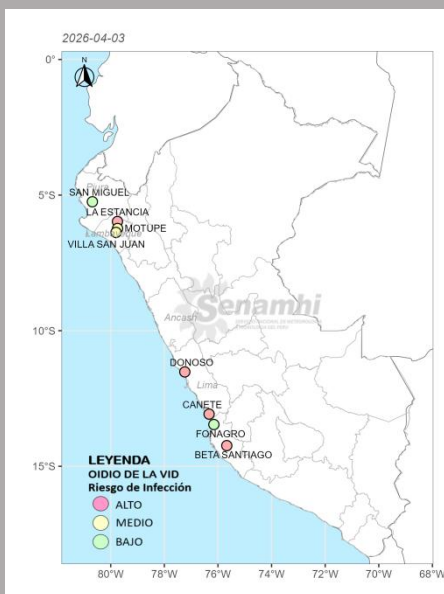 2026-04-03
N
0°
SAN MIGUEL
Piura
LA ESTANCIA
5°S
MOTUPE
Lambayeque
VILLA SAN JUAN
Senamhi
Ancash
10°S
DONOSO
Lima
CANETE
FONAGRO
BETA SANTIAGO
15°S
LEYENDA
OIDIO DE LA VID
Riesgo de Infección
ALTO
MEDIO
BAJO
80°W 78°W 76°W 74°W 72°W 70°W 68°W